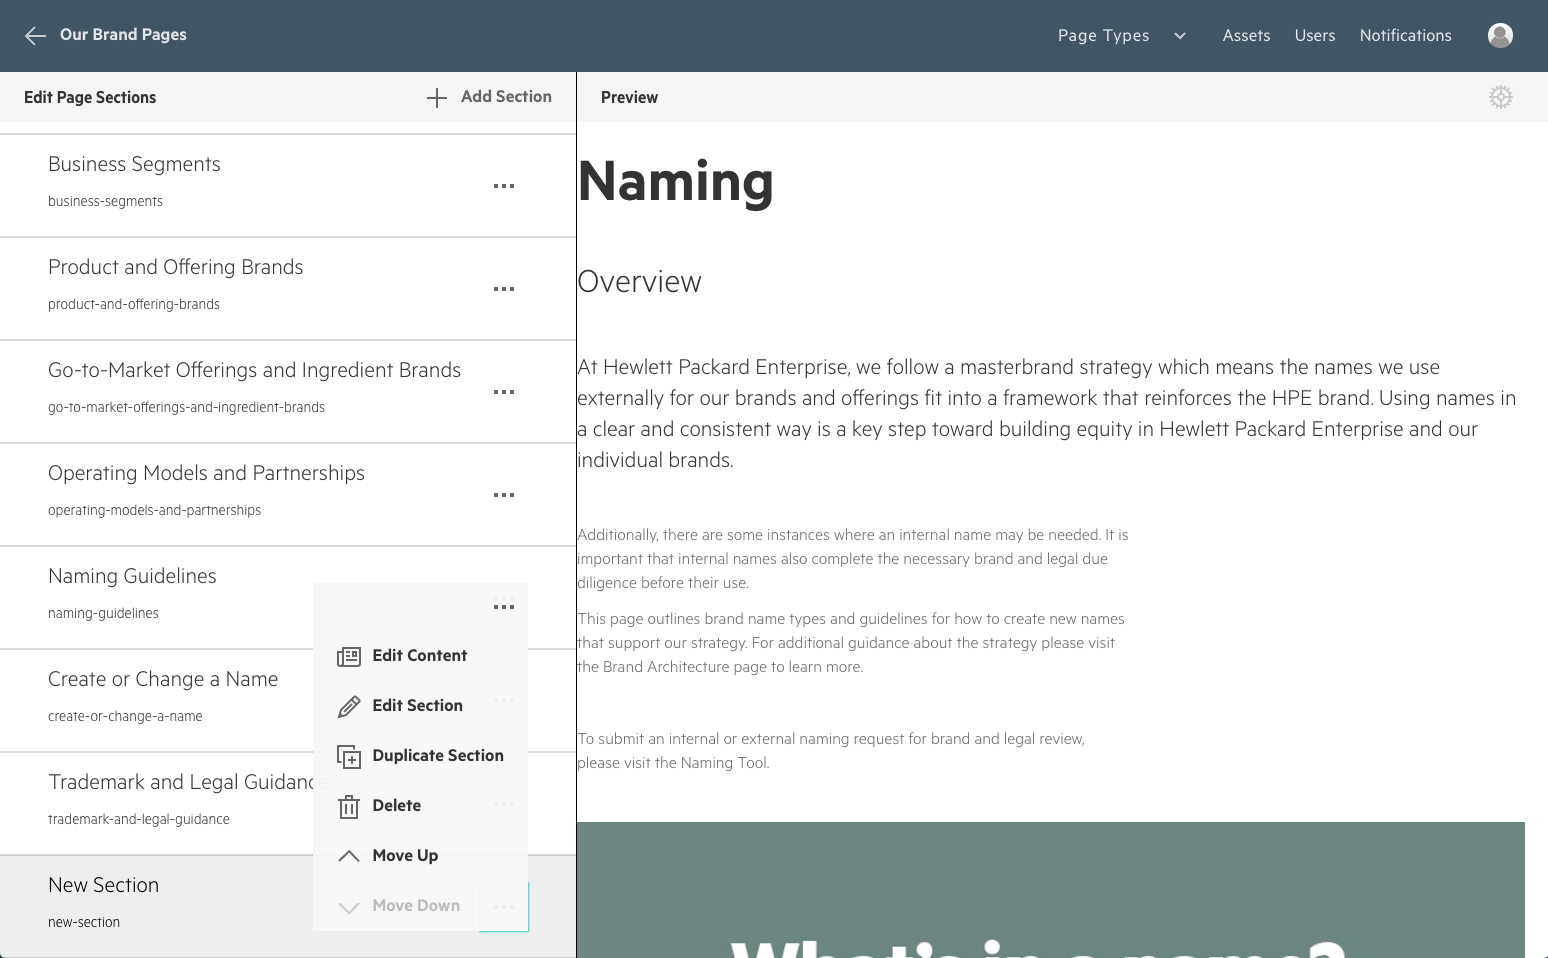 Our Brand Pages
Page Types
Assets
Users
Notifications
Edit Page Sections
Add Section
Preview
Business Segments
business-segments
Product and Offering Brands
product-and-offering-brands
Go-to-Market Offerings and Ingredient Brands
go-to-market-offerings-and-ingredient-brands
Operating Models and Partnerships
operating-models-and-partnerships
Naming Guidelines
naming-guidelines
Create or Change a Name
create-or-change-a-name
Trademark and Legal Guidance
trademark-and-legal-guidance
New Section
new-section
Edit Content
Edit Section
Duplicate Section
Delete
Move Up
Move Down
Naming
Overview
At Hewlett Packard Enterprise, we follow a masterbrand strategy which means the names we use
externally for our brands and offerings fit into a framework that reinforces the HPE brand. Using names in
a clear and consistent way is a key step toward building equity in Hewlett Packard Enterprise and our
individual brands.
Additionally, there are some instances where an internal name may be needed. It is
important that internal names also complete the necessary brand and legal due
diligence before their use.
This page outlines brand name types and guidelines for how to create new names
that support our strategy. For additional guidance about the strategy please visit
the Brand Architecture page to learn more.
To submit an internal or external naming request for brand and legal review,
please visit the Naming Tool.
What's in a name?